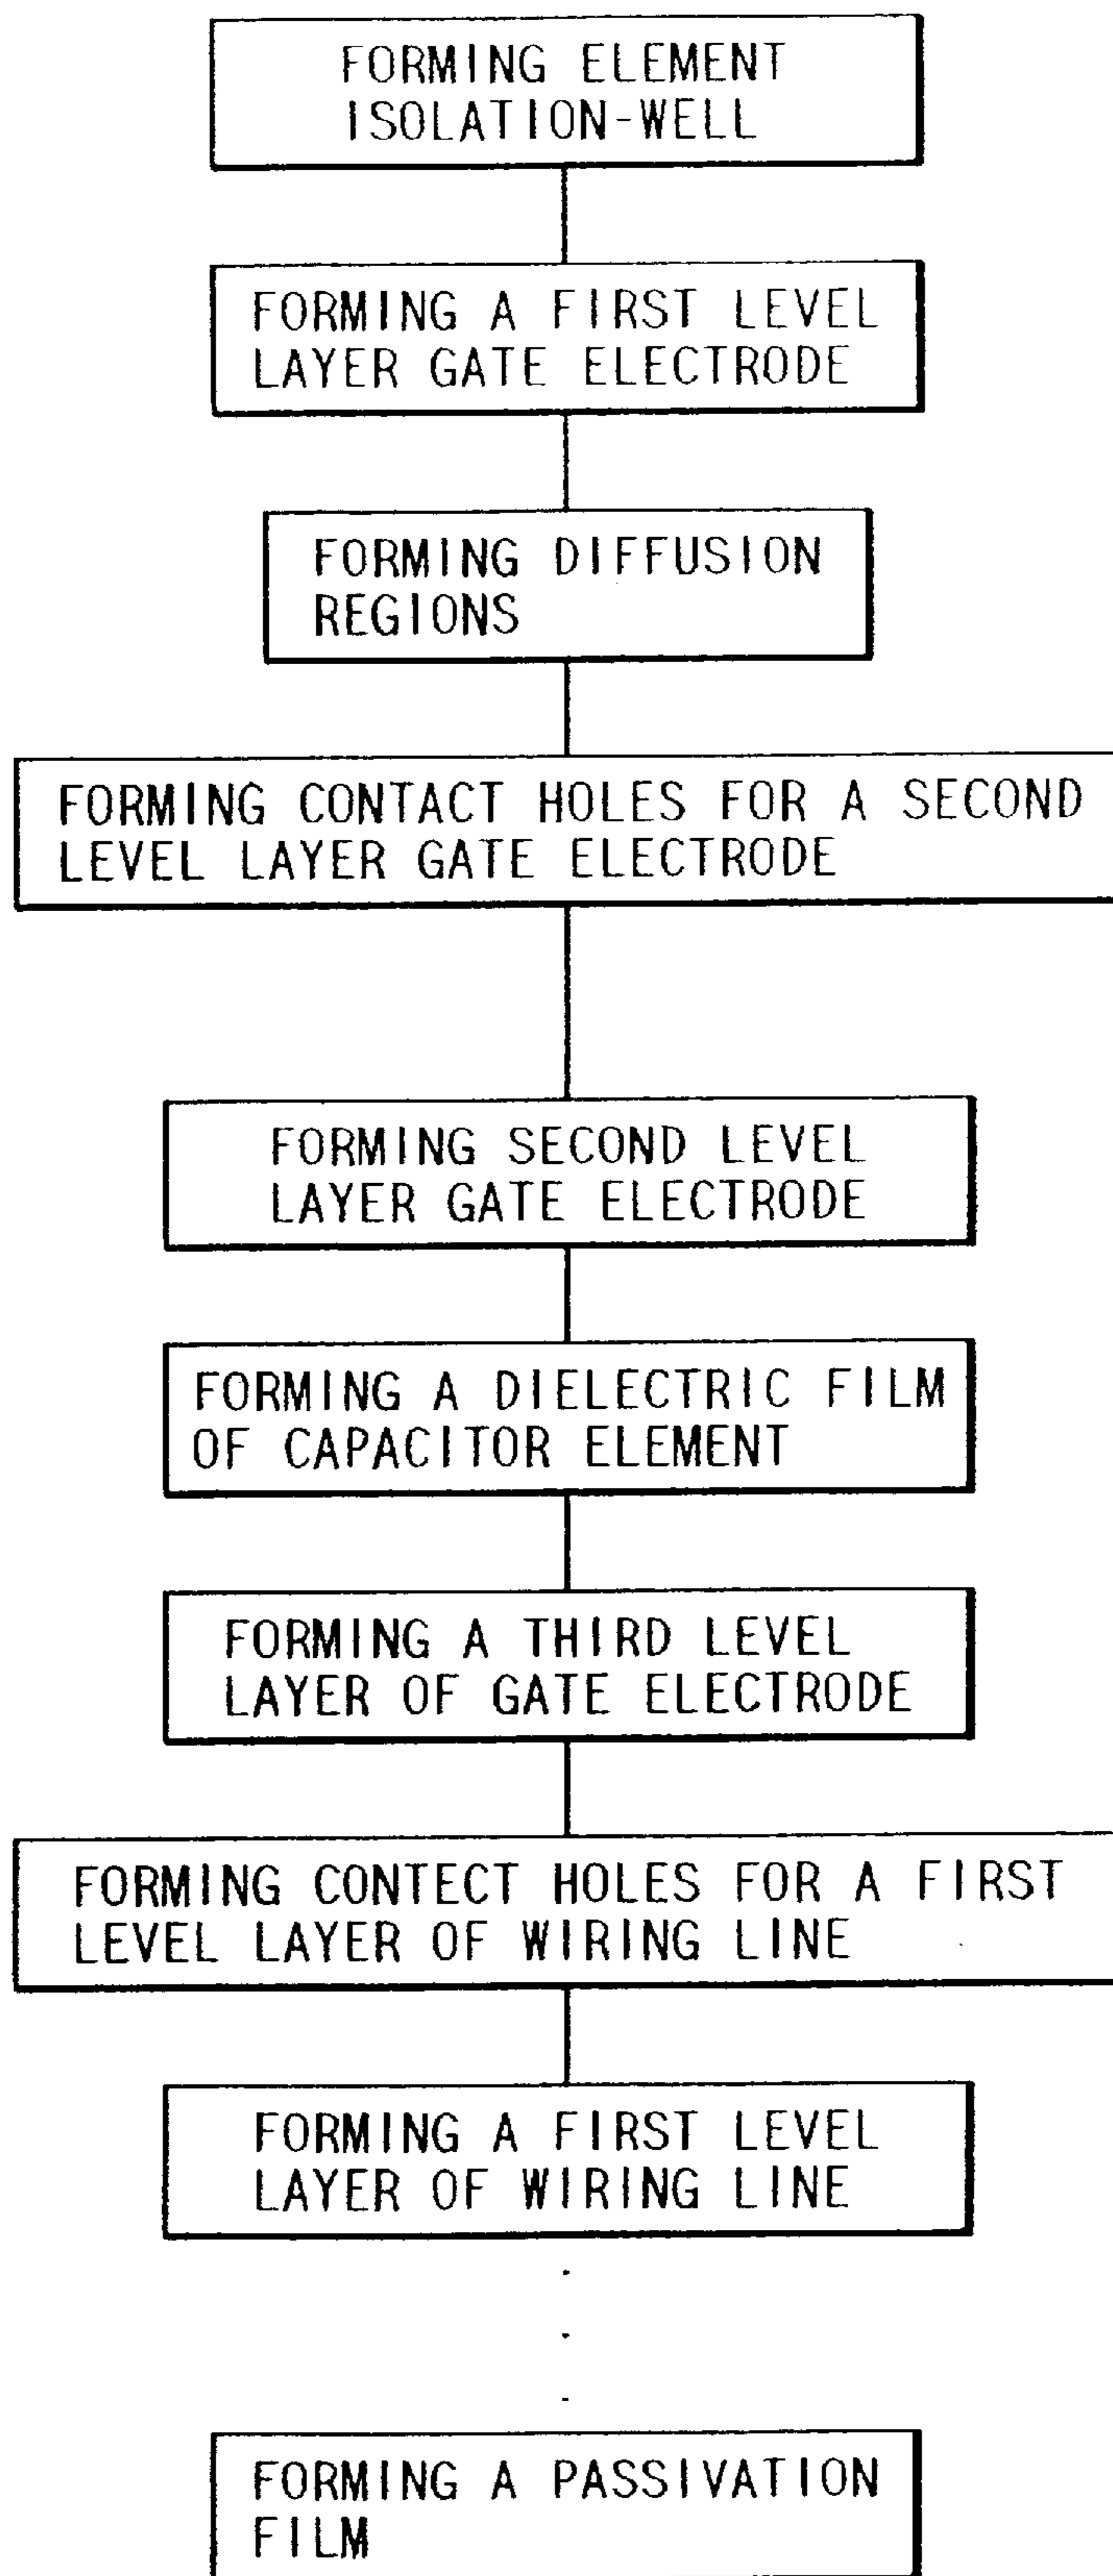 FORMING ELEMENT
ISOLATION-WELL
FORMING A FIRST LEVEL
LAYER GATE ELECTRODE
FORMING DIFFUSION
REGIONS
FORMING CONTACT HOLES FOR A SECOND
LEVEL LAYER GATE ELECTRODE
FORMING SECOND LEVEL
LAYER GATE ELECTRODE
FORMING A DIELECTRIC FILM
OF CAPACITOR ELEMENT
FORMING A THIRD LEVEL
LAYER OF GATE ELECTRODE
FORMING CONTECT HOLES FOR A FIRST
LEVEL LAYER OF WIRING LINE
FORMING A FIRST LEVEL
LAYER OF WIRING LINE
FORMING A PASSIVATION
FILM